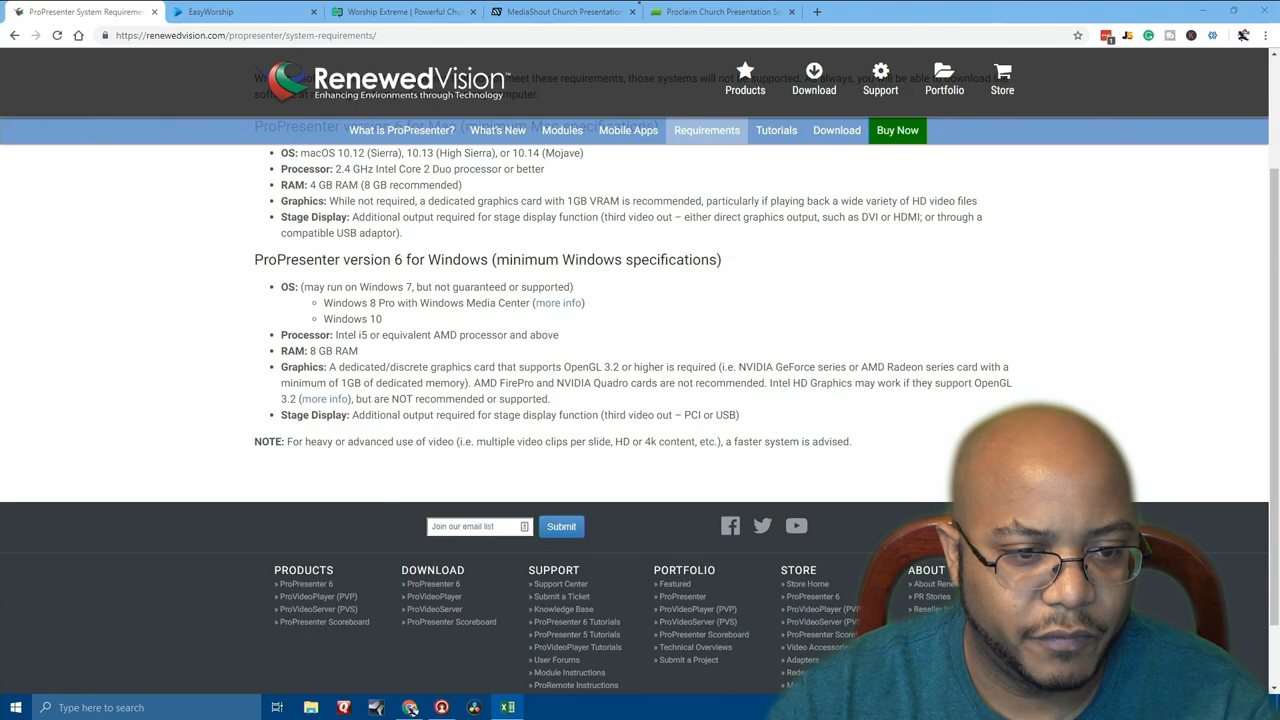 ProPresenter System Requireme
EasyWorship
Worship Extreme | Powerful Chu
MediaShout Church Presentation
Proclaim Church Presentation So
https://renewedvision.com/propresenter/system-requirements/
RenewedVision
Enhancing Environments through Technology
Products
Download
Support
Portfolio
Store
What is ProPresenter?
What's New
Modules
Mobile Apps
Requirements
Tutorials
Download
Buy Now
OS: macOS 10.12 (Sierra), 10.13 (High Sierra), or 10.14 (Mojave)
Processor: 2.4 GHz Intel Core 2 Duo processor or better
RAM: 4 GB RAM (8 GB recommended)
Graphics: While not required, a dedicated graphics card with 1GB VRAM is recommended, particularly if playing back a wide variety of HD video files
Stage Display: Additional output required for stage display function (third video out – either direct graphics output, such as DVI or HDMI; or through a
compatible USB adaptor).
ProPresenter version 6 for Windows (minimum Windows specifications)
OS: (may run on Windows 7, but not guaranteed or supported)
Windows 8 Pro with Windows Media Center (more info)
Windows 10
Processor: Intel i5 or equivalent AMD processor and above
RAM: 8 GB RAM
Graphics: A dedicated/discrete graphics card that supports OpenGL 3.2 or higher is required (i.e. NVIDIA GeForce series or AMD Radeon series card with a
minimum of 1GB of dedicated memory). AMD FirePro and NVIDIA Quadro cards are not recommended. Intel HD Graphics may work if they support OpenGL
3.2 (more info), but are NOT recommended or supported.
Stage Display: Additional output required for stage display function (third video out – PCI or USB)
NOTE: For heavy or advanced use of video (i.e. multiple video clips per slide, HD or 4k content, etc.), a faster system is advised.
Join our email list
Submit
PRODUCTS
» ProPresenter 6
» ProVideoPlayer (PVP)
» ProVideoServer (PVS)
» ProPresenter Scoreboard
DOWNLOAD
» ProPresenter 6
» ProVideoPlayer
» ProVideoServer
» ProPresenter Scoreboard
SUPPORT
» Support Center
» Submit a Ticket
» Knowledge Base
» ProPresenter 6 Tutorials
» ProPresenter 5 Tutorials
» ProVideoPlayer Tutorials
» User Forums
» Module Instructions
» ProRemote Instructions
PORTFOLIO
» Featured
» ProPresenter
» ProVideoPlayer (PVP)
» ProVideoServer (PVS)
» ProPresenter Scoreboard
» Technical Overviews
» Submit a Project
STORE
» Store Home
» ProPresenter 6
» ProVideoPlayer (PVP
» ProVideoServer (PVS
» ProPresenter Scor
» Video Accessorie
» Adapters
ABOUT
» About Rene
» PR Stories
» Reseller
Type here to search